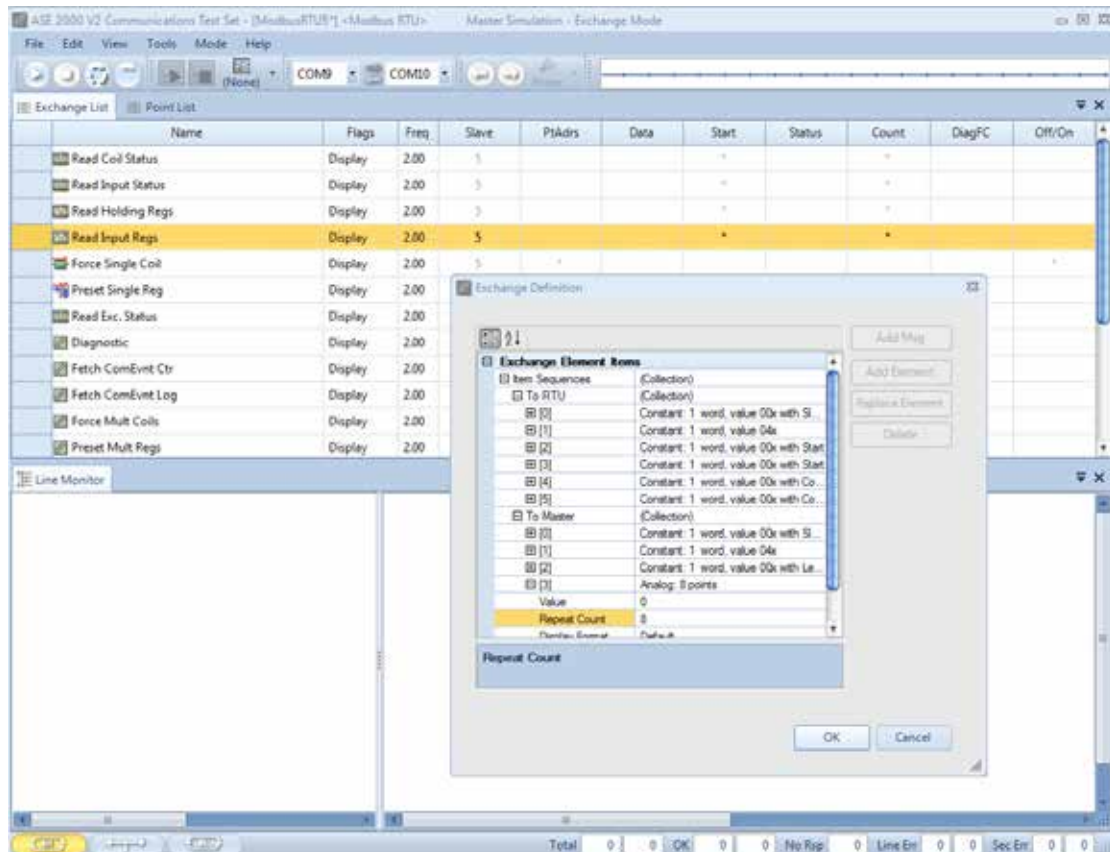 ASE 2000 V2 Communications Test Set - [ModbusRTU5*] <Modbus RTU> Master Simulation - Exchange Mode
File Edit View Tools Mode Help
(None) COM9 COM10
Exchange List Point List
Name Flags Freq Slave PtAdrs Data Start Status Count DiagFC Off/On
Read Coil Status Display 2.00 5 * *
Read Input Status Display 2.00 5 * *
Read Holding Regs Display 2.00 5 * *
Read Input Regs Display 2.00 5 * *
Force Single Coil Display 2.00 5 * *
Preset Single Reg Display 2.00
Read Exc. Status Display 2.00
Diagnostic Display 2.00
Fetch ComEvnt Ctr Display 2.00
Fetch ComEvnt Log Display 2.00
Force Mult Coils Display 2.00
Preset Mult Regs Display 2.00
Line Monitor
Exchange Definition
Exchange Element Items
Item Sequences (Collection)
To RTU (Collection)
[0] Constant: 1 word, value 00x with Sl...
[1] Constant: 1 word, value 04x
[2] Constant: 1 word, value 00x with Start
[3] Constant: 1 word, value 00x with Start
[4] Constant: 1 word, value 00x with Co...
[5] Constant: 1 word, value 00x with Co...
To Master (Collection)
[0] Constant: 1 word, value 00x with Sl...
[1] Constant: 1 word, value 04x
[2] Constant: 1 word, value 00x with Le...
[3] Analog: 8 points
Value 0
Repeat Count 8
Display Format Default
Repeat Count
Add Msg
Add Element
Replace Element
Delete
OK Cancel
Total 0 0 OK 0 0 No Rsp 0 Line Err 0 0 Sec Err 0 0